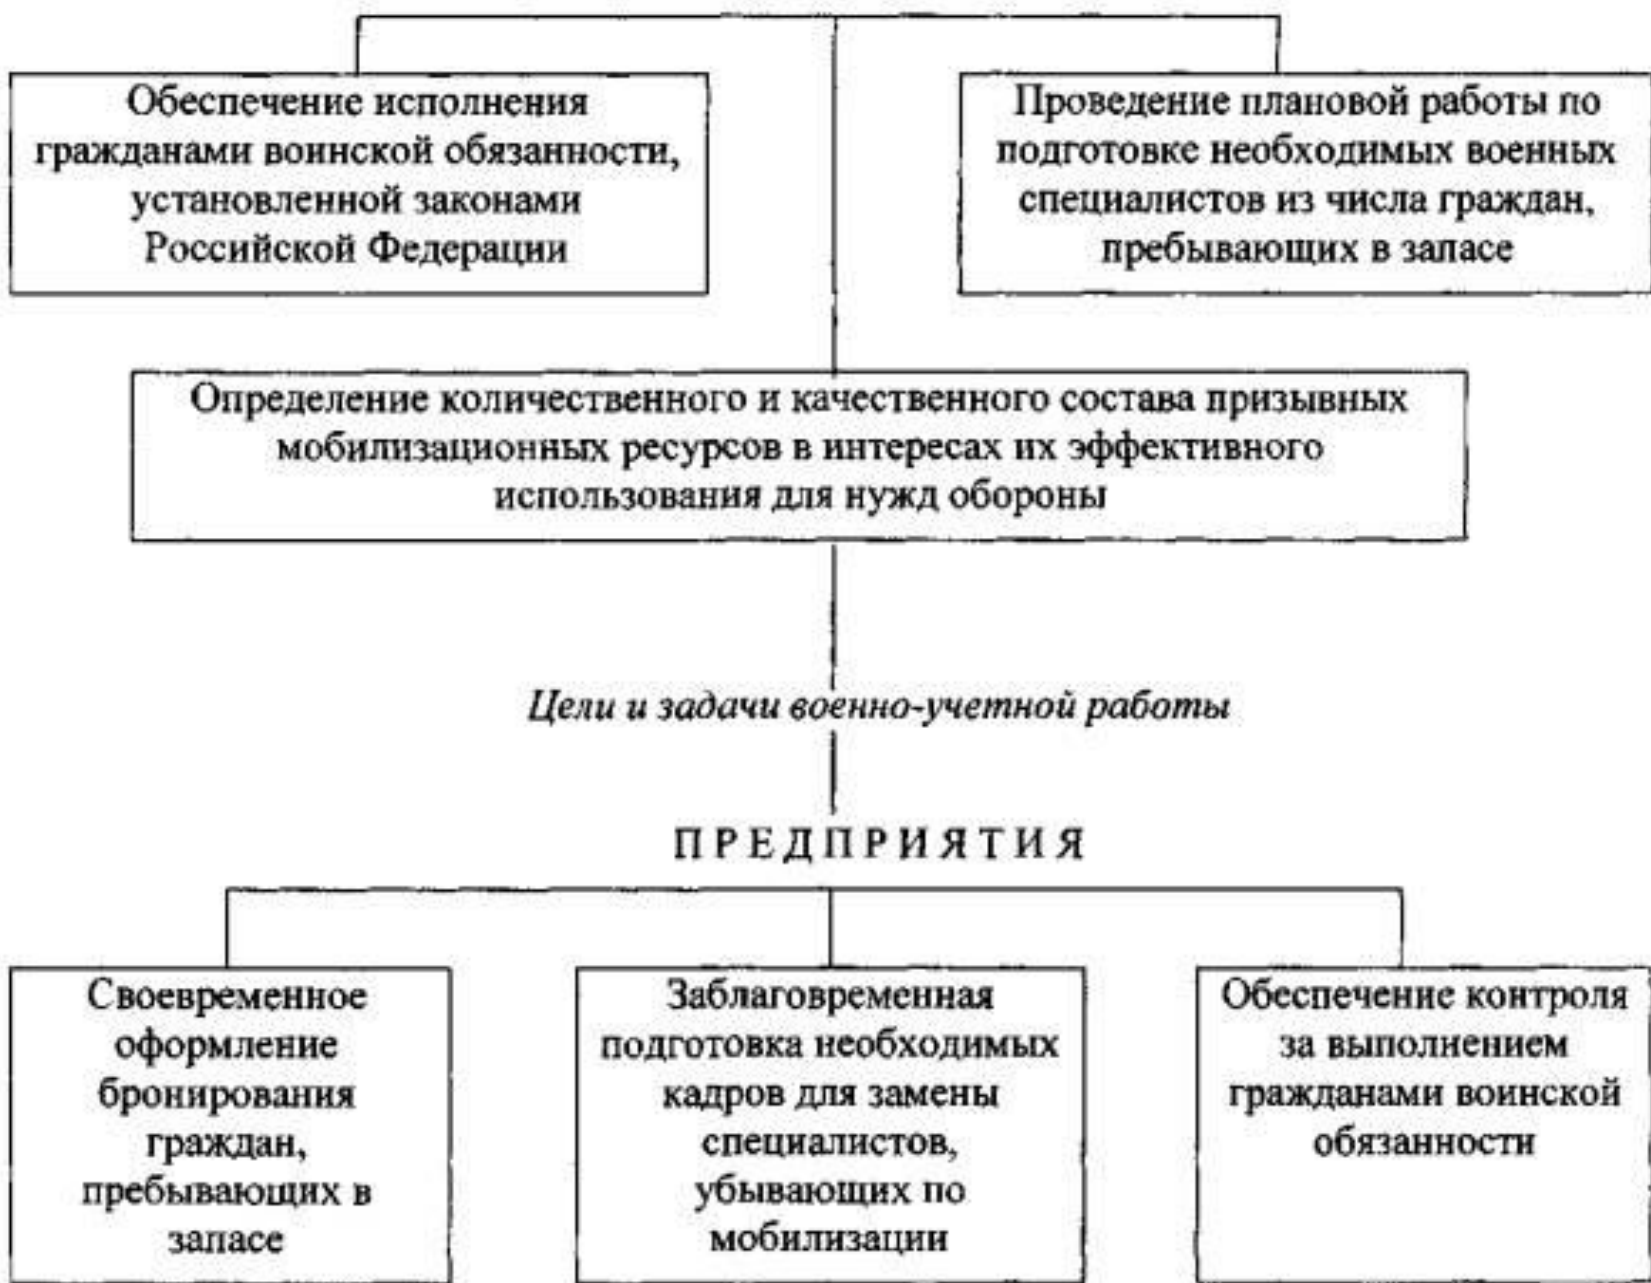 Обеспечение исполнения
гражданами воинской обязанности,
установленной законами
Российской Федерации
Проведение плановой работы по
подготовке необходимых военных
специалистов из числа граждан,
пребывающих в запасе
Определение количественного и качественного состава призывных
мобилизационных ресурсов в интересах их эффективного
использования для нужд обороны
Цели и задачи военно-учетной работы
ПРЕДПРИЯТИЯ
Своевременное
оформление
бронирования
граждан,
пребывающих в
запасе
Заблаговременная
подготовка необходимых
кадров для замены
специалистов,
убывающих по
мобилизации
Обеспечение контроля
за выполнением
гражданами воинской
обязанности